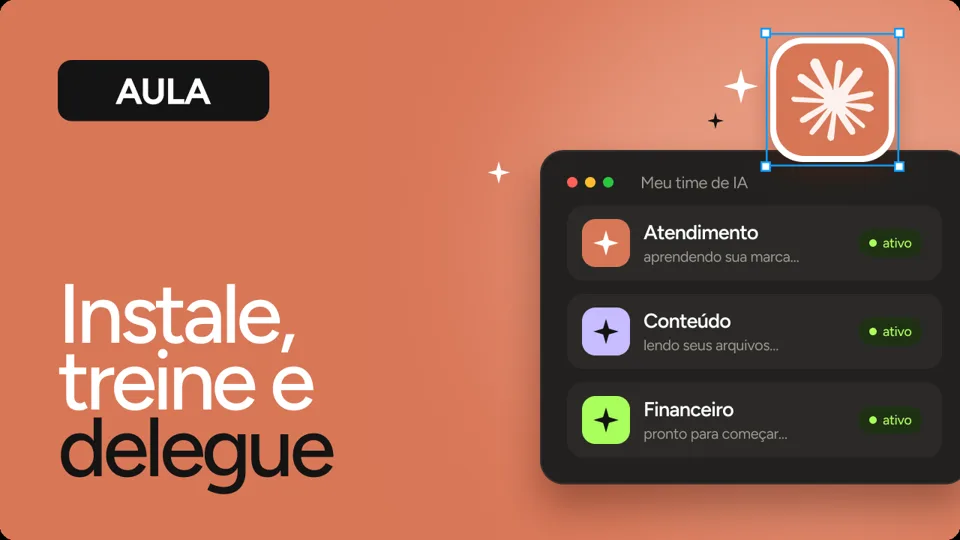 AULA
Instale,
treine e
delegue
Meu time de IA
Atendimento
aprendendo sua marca...
ativo
Conteúdo
lendo seus arquivos...
ativo
Financeiro
pronto para começar...
ativo